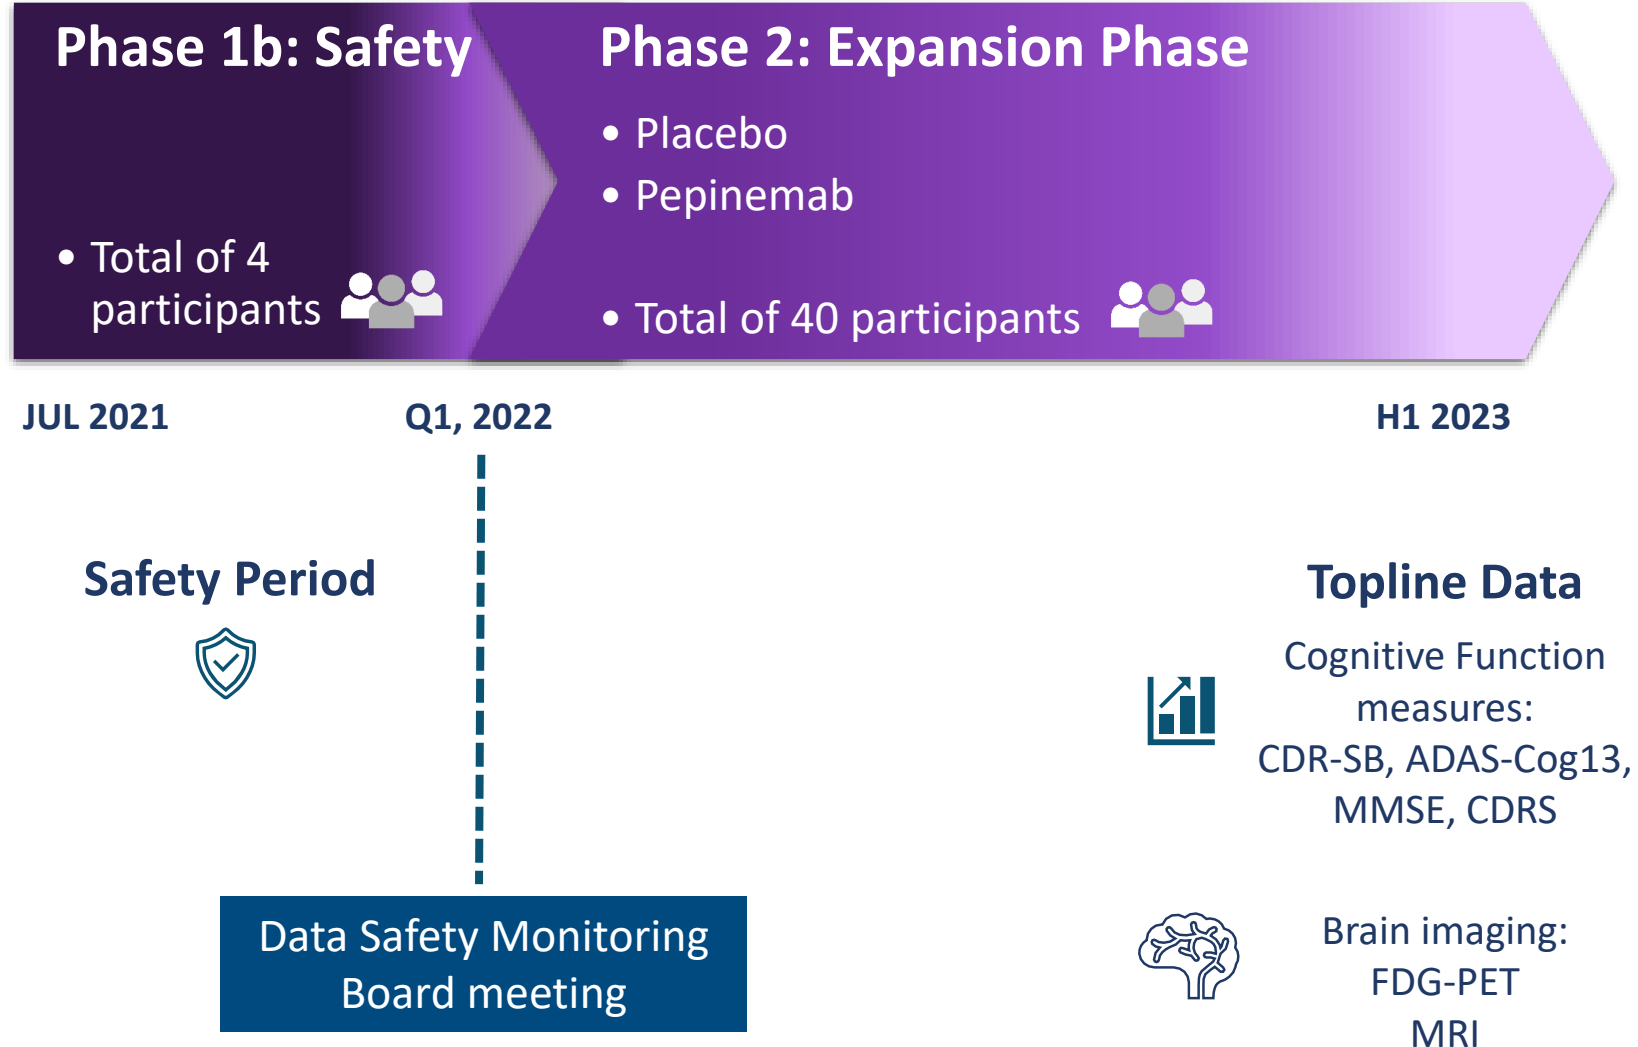 Phase 1b: Safety
• Total of 4
participants
Phase 2: Expansion Phase
• Placebo
• Pepinemab
• Total of 40 participants
JUL 2021
Q1, 2022
H1 2023
Safety Period
Data Safety Monitoring
Board meeting
Topline Data
Cognitive Function
measures:
CDR-SB, ADAS-Cog13,
MMSE, CDRS
Brain imaging:
FDG-PET
MRI